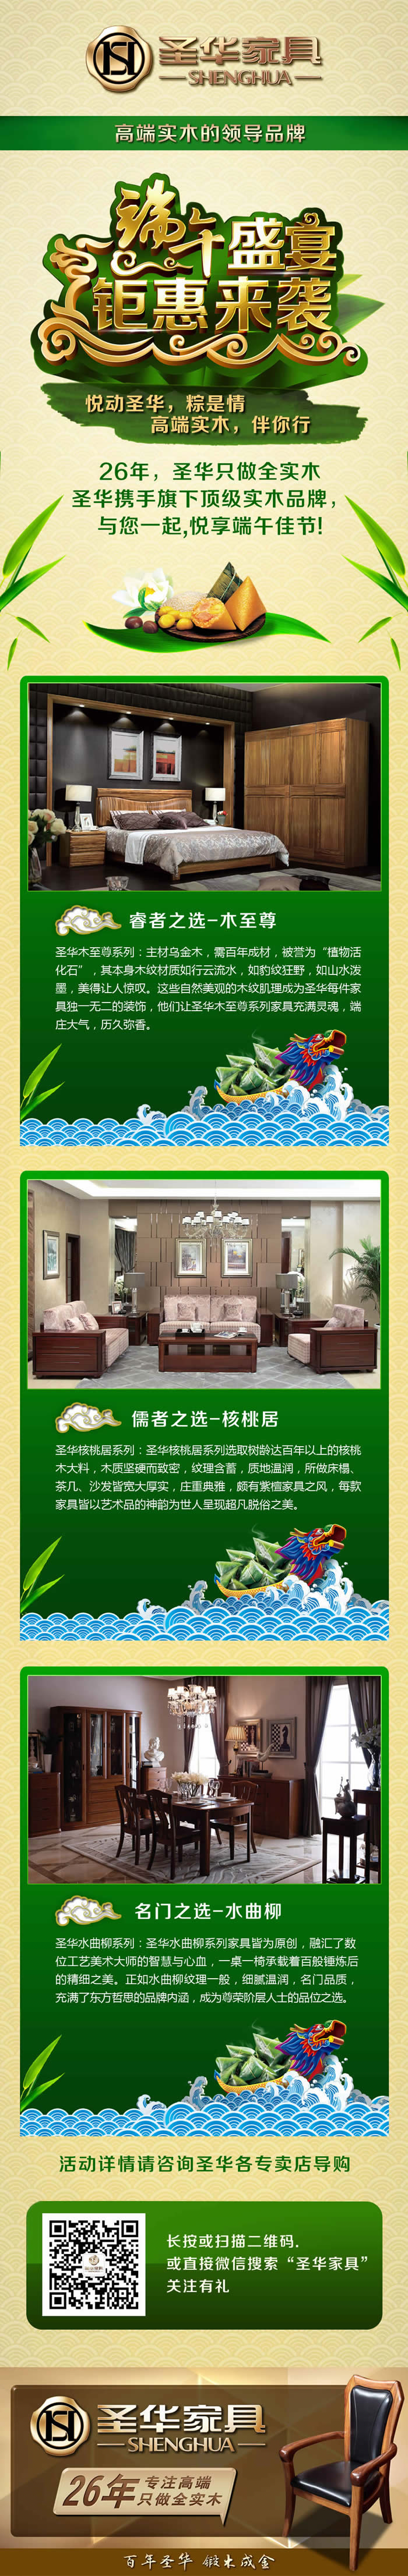 圣华家具
SHENGHUA
高端实木的领导品牌
端午盛宴
钜惠来袭
悦动圣华，粽是情
高端实木，伴你行
26年，圣华只做全实木
圣华携手旗下顶级实木品牌，
与您一起,悦享端午佳节!
睿者之选-木至尊
圣华木至尊系列：主材乌金木，需百年成材，被誉为“植物活
化石”，其本身木纹材质如行云流水，如豹纹狂野，如山水泼
墨，美得让人惊叹。这些自然美观的木纹肌理成为圣华每件家
具独一无二的装饰，他们让圣华木至尊系列家具充满灵魂，端
庄大气，历久弥香。
儒者之选-核桃居
圣华核桃居系列：圣华核桃居系列选取树龄达百年以上的核桃
木大料，木质坚硬而致密，纹理含蓄，质地温润，所做床榻、
茶几、沙发皆宽大厚实，庄重典雅，颇有紫檀家具之风，每款
家具皆以艺术品的神韵为世人呈现超凡脱俗之美。
名门之选-水曲柳
圣华水曲柳系列：圣华水曲柳系列家具皆为原创，融汇了数
位工艺美术大师的智慧与心血，一桌一椅承载着百般锤炼后
的精细之美。正如水曲柳纹理一般，细腻温润，名门品质，
充满了东方哲思的品牌内涵，成为尊荣阶层人士的品位之选。
活动详情请咨询圣华各专卖店导购
长按或扫描二维码.
或直接微信搜索“圣华家具”
关注有礼
圣华家具
SHENGHUA
26年 专注高端
只做全实木
百年圣华 锻木成金